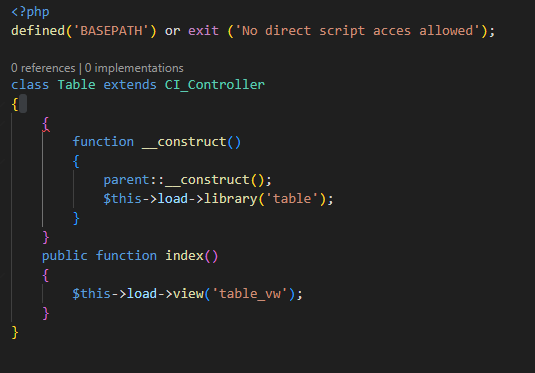 <?php
defined('BASEPATH') or exit ('No direct script acces allowed');
0 references | 0 implementations
class Table extends CI_Controller
{
{
function __construct()
{
parent::__construct();
$this->load->library('table');
}
}
public function index()
{
$this->load->view('table_vw');
}
}